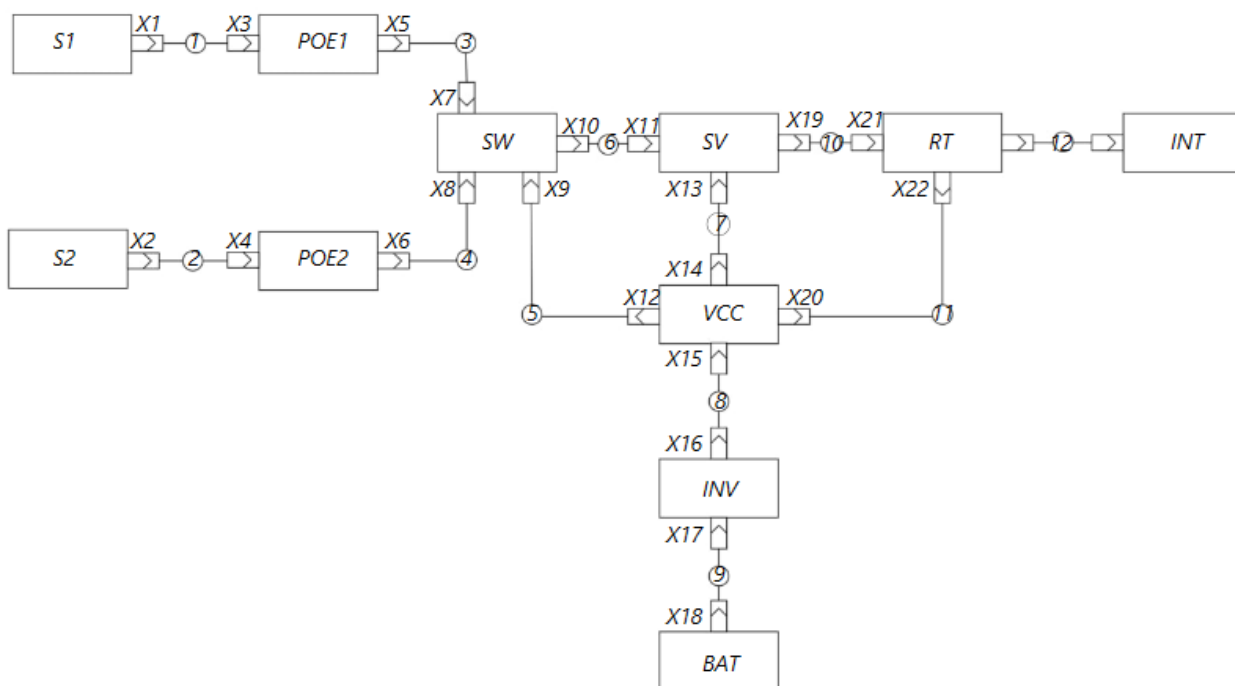 X1 X3 X5
S1 1 POE1 3
X7
X10 X11 X19 X21
SW 6 SV 10 RT 12 INT
X8 X9 X13 X22
X2 X4 X6 7
S2 2 POE2 4
X14
X12 X20
5 VCC 11
X15
8
X16
INV
X17
9
X18
BAT